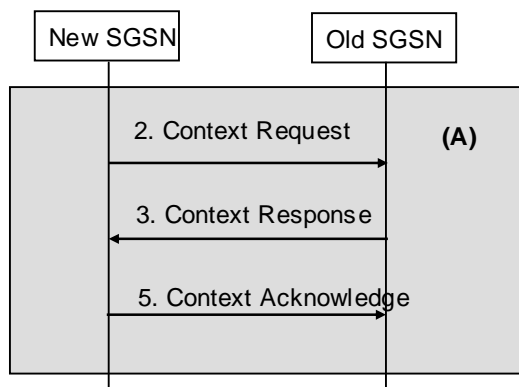 New SGSN
Old SGSN
2. Context Request
(A)
3. Context Response
5. Context Acknowledge